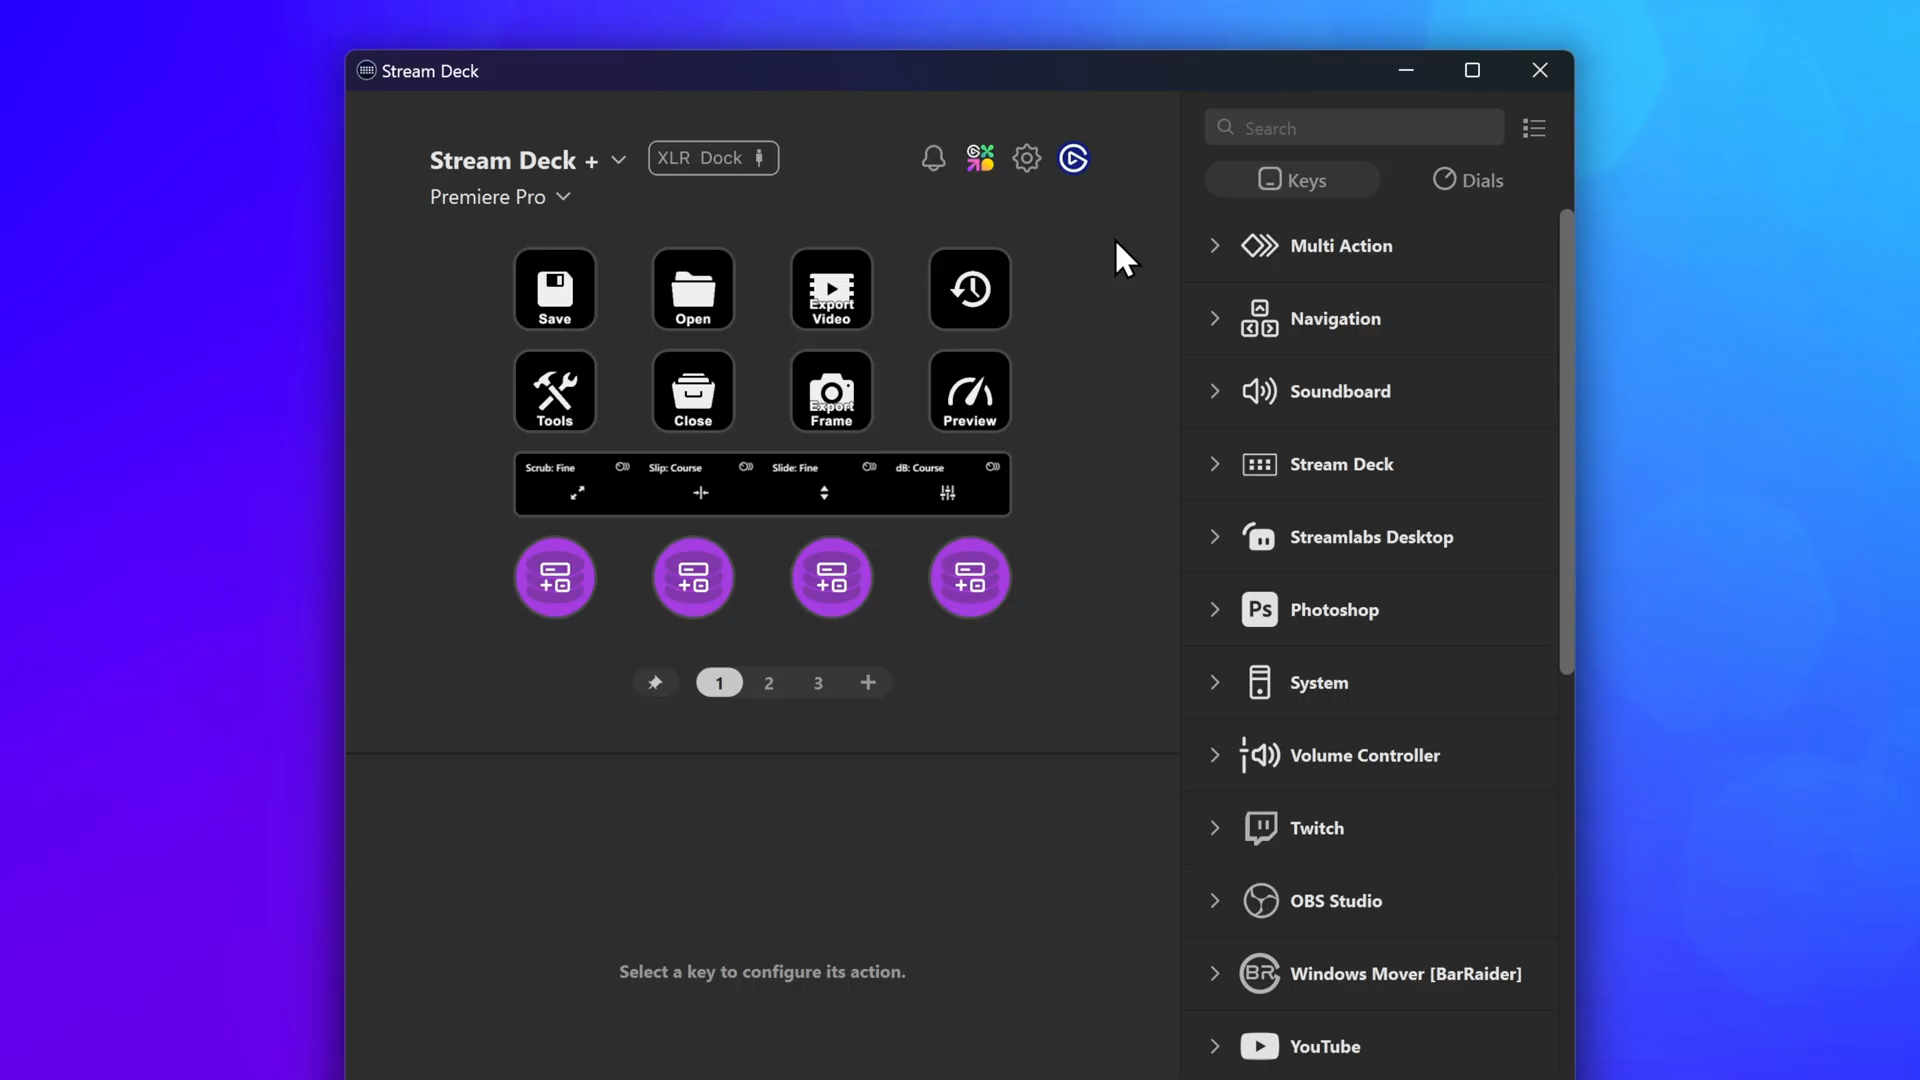 Stream Deck
Stream Deck +
XLR Dock
Premiere Pro
Save
Open
Export
Video
Tools
Close
Export
Frame
Preview
Scrub: Fine
Slip: Course
Slide: Fine
dB: Course
1
2
3
+
Select a key to configure its action.
Search
Keys
Dials
Multi Action
Navigation
Soundboard
Stream Deck
Streamlabs Desktop
Ps Photoshop
System
Volume Controller
Twitch
OBS Studio
BR Windows Mover [BarRaider]
YouTube